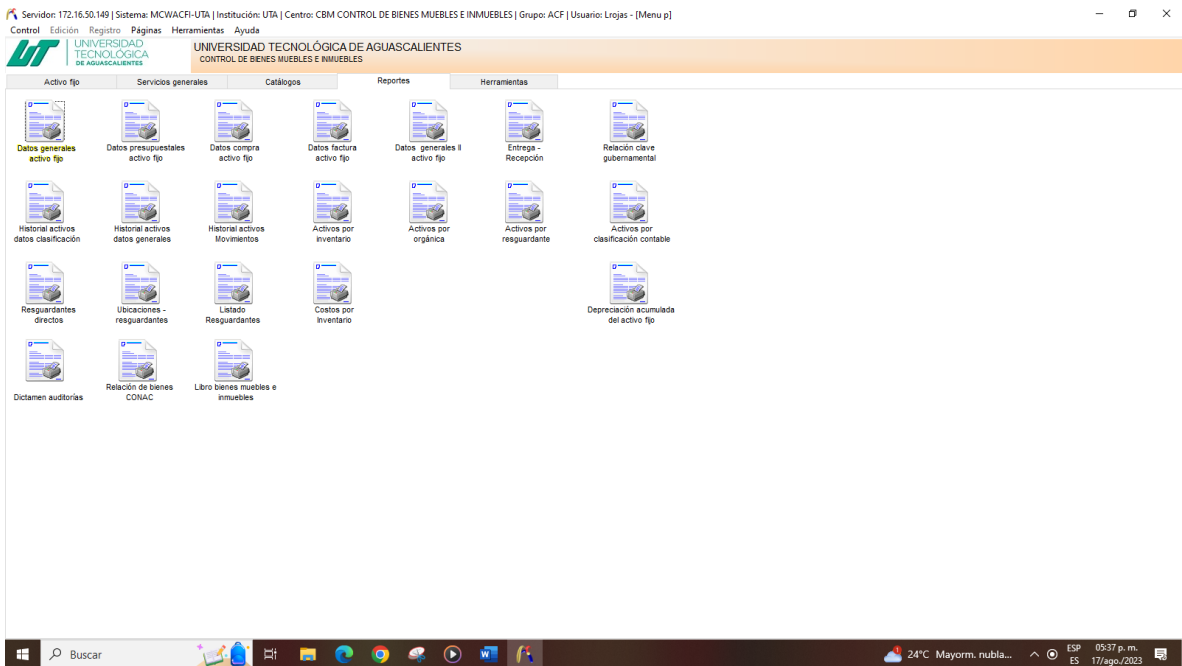 Servidor: 172.16.50.149 | Sistema: MCWACFI-UTA | Institución: UTA | Centro: CBM CONTROL DE BIENES MUEBLES E INMUEBLES | Grupo: ACF | Usuario: Lrojas - [Menu p]
Control Edición Registro Páginas Herramientas Ayuda
UT UNIVERSIDAD
TECNOLÓGICA
DE AGUASCALIENTES
UNIVERSIDAD TECNOLÓGICA DE AGUASCALIENTES
CONTROL DE BIENES MUEBLES E INMUEBLES
Activo fijo Servicios generales Catálogos Reportes Herramientas
Datos generales
activo fijo
Datos presupuestales
activo fijo
Datos compra
activo fijo
Datos factura
activo fijo
Datos generales II
activo fijo
Entrega -
Recepción
Relación clave
gubernamental
Historial activos
datos clasificación
Historial activos
datos generales
Historial activos
Movimientos
Activos por
inventario
Activos por
orgánica
Activos por
resguardante
Activos por
clasificación contable
Resguardantes
directos
Ubicaciones -
resguardantes
Listado
Resguardantes
Costos por
Inventario
Depreciación acumulada
del activo fijo
Dictamen auditorías
Relación de bienes
CONAC
Libro bienes muebles e
inmuebles
Buscar
24°C Mayorm. nubla...
ESP
ES
05:37 p. m.
17/ago./2023